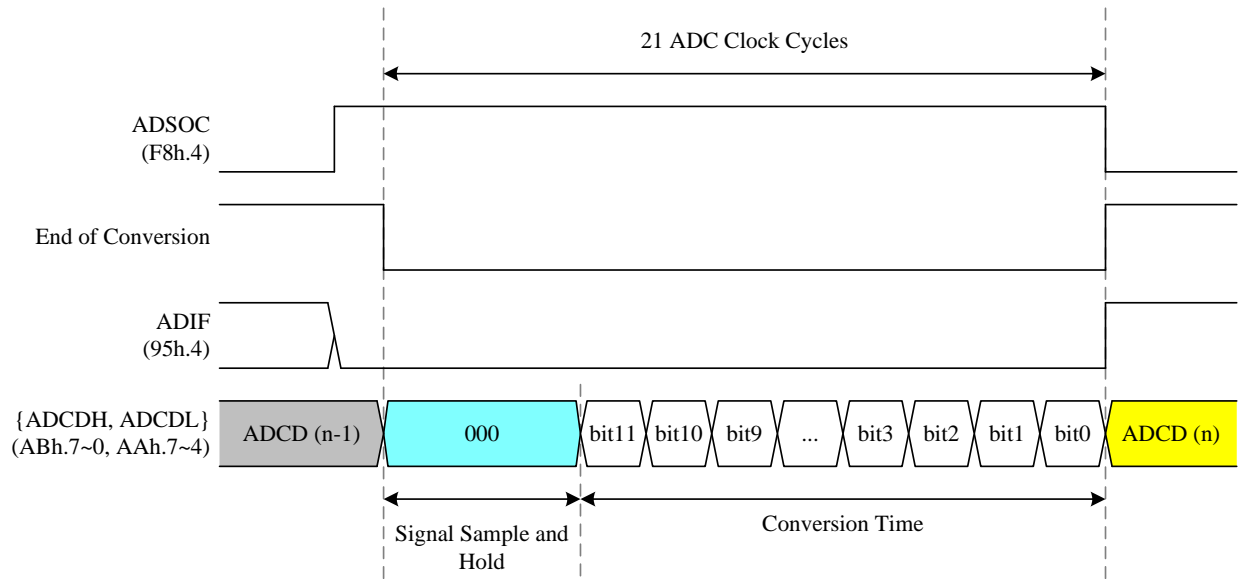 21 ADC Clock Cycles
ADSOC
(F8h.4)
End of Conversion
ADIF
(95h.4)
{ADCDH, ADCDL}
(ABh.7~0, AAh.7~4)
ADCD (n-1)
000
bit11
bit10
bit9
...
bit3
bit2
bit1
bit0
ADCD (n)
Signal Sample and
Hold
Conversion Time